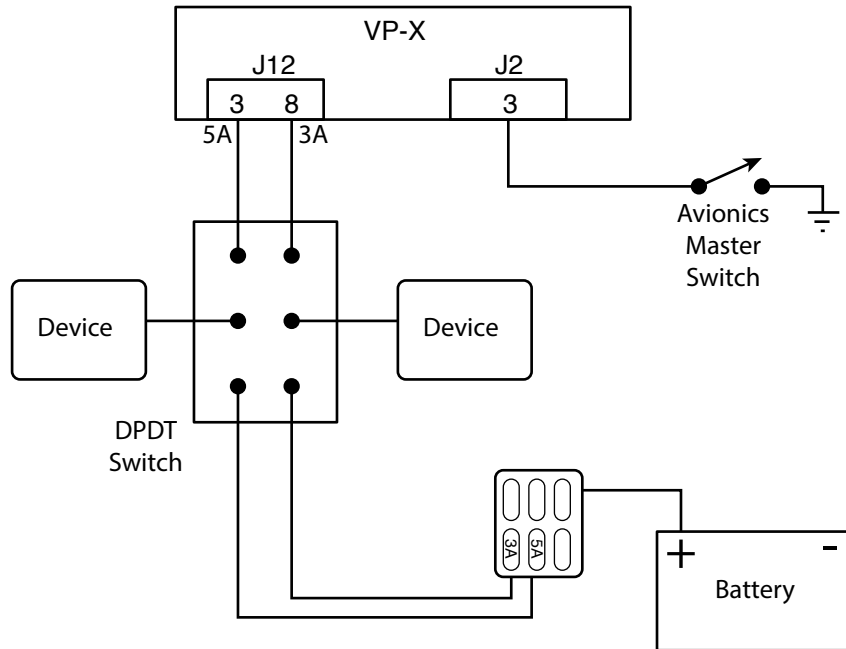 VP-X
J12
J2
3 8
3
5A
3A
Avionics
Master
Switch
Device
Device
DPDT
Switch
3A
5A
+
-
Battery